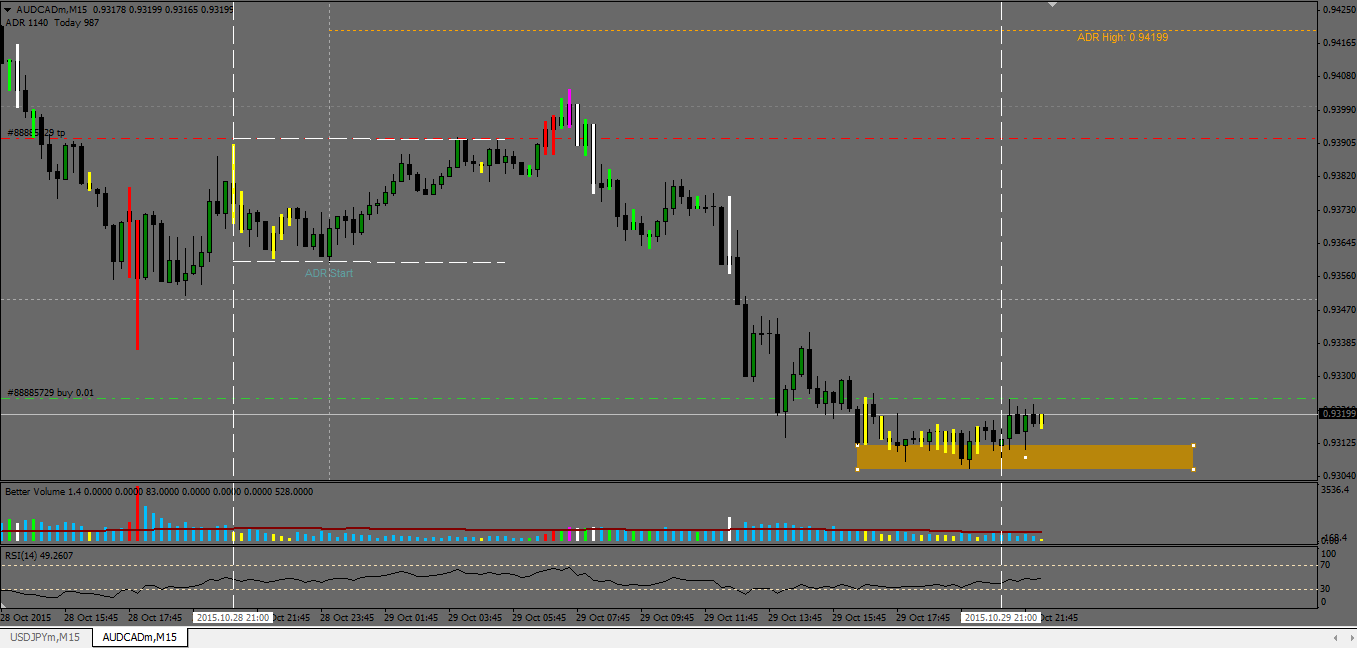 AUDCADm,M15 0.93178 0.93199 0.93165 0.93199
ADR 1140 Today 987
ADR High: 0.94199
#88885729 tp
ADR Start
#88885729 buy 0.01
0.94250
0.94165
0.94080
0.93990
0.93905
0.93820
0.93730
0.93645
0.93560
0.93470
0.93385
0.93300
0.93199
0.93125
0.93040
Better Volume 1.4 0.0000 0.0000 83.0000 0.0000 0.0000 0.0000 528.0000
3536.4
RSI(14) 49.2607
100
70
30
0
28 Oct 2015 28 Oct 15:45 28 Oct 17:45 2015.10.28 21:00 Oct 21:45 28 Oct 23:45 29 Oct 01:45 29 Oct 03:45 29 Oct 05:45 29 Oct 07:45 29 Oct 09:45 29 Oct 11:45 29 Oct 13:45 29 Oct 15:45 29 Oct 17:45 2015.10.29 21:00 Oct 21:45
USDJPYm,M15 AUDCADm,M15